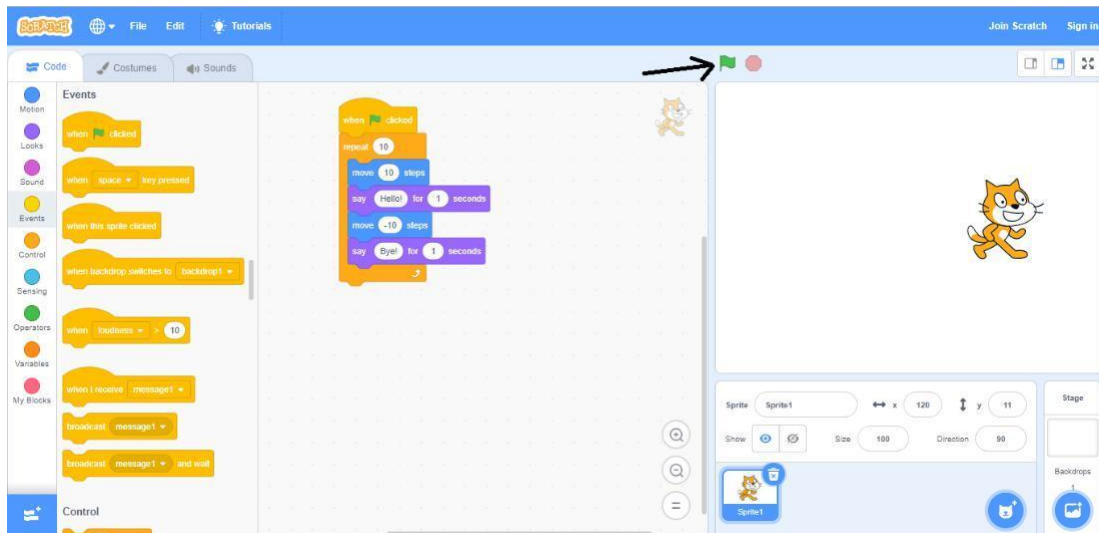 SCRATCH File Edit Tutorials Join Scratch Sign in
Code Costumes Sounds
Motion
Looks
Sound
Events
Control
Sensing
Operators
Variables
My Blocks
Events
when clicked
when space key pressed
when this sprite clicked
when backdrop switches to backdrop1
when loudness > 10
when I receive message1
broadcast message1
broadcast message1 and wait
Control
when clicked
repeat 10
move 10 steps
say Hello! for 1 seconds
move -10 steps
say Bye! for 1 seconds
Sprite Sprite1 x 120 y 11
Show Size 100 Direction 90
Sprite1
Stage
Backdrops
1